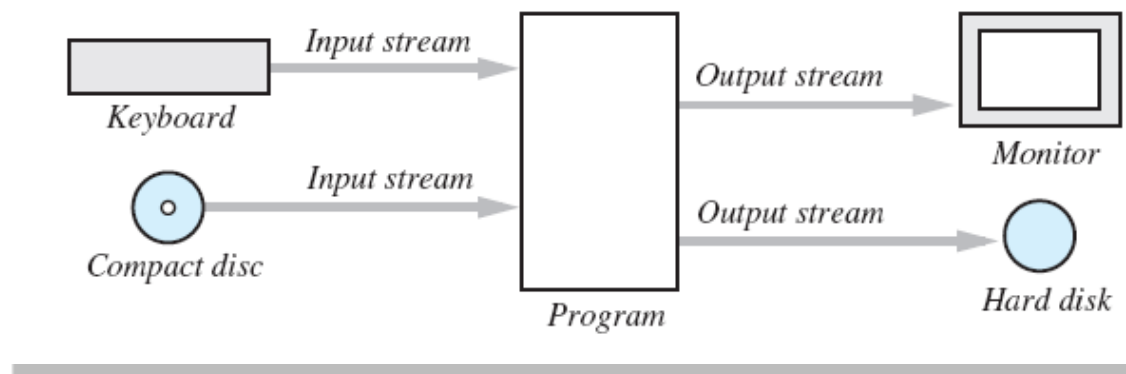 Input stream
Output stream
Keyboard
Monitor
Input stream
Output stream
Compact disc
Hard disk
Program